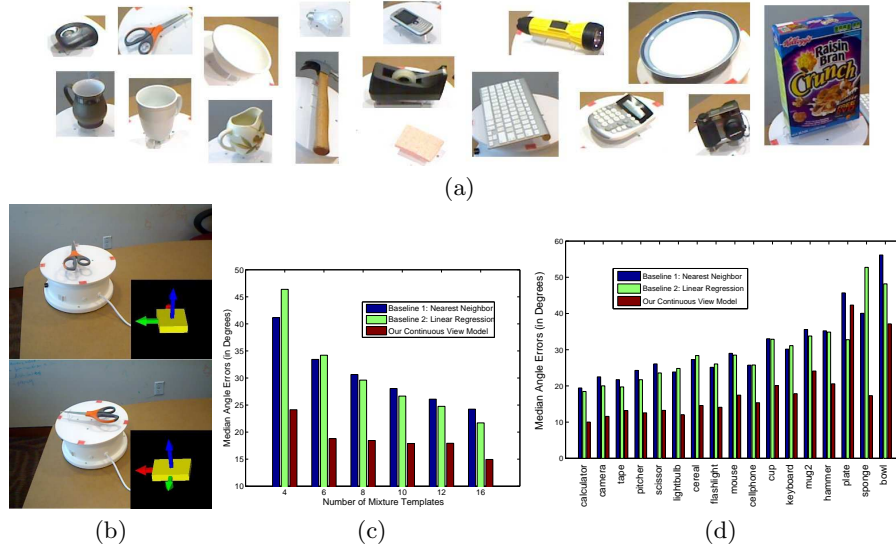 Kellogg's
Raisin
Bran
Crunch
(a)
(b)
50
45
40
35
30
25
20
15
10
Median Angle Errors (in Degrees)
Baseline 1: Nearest Neighbor
Baseline 2: Linear Regression
Our Continuous View Model
4 6 8 10 12 16
Number of Mixture Templates
(c)
60
50
40
30
20
10
0
Median Angle Errors (in Degrees)
Baseline 1: Nearest Neighbor
Baseline 2: Linear Regression
Our Continuous View Model
calculator
camera
tape
pitcher
scissor
lightbulb
cereal
flashlight
mouse
cellphone
cup
keyboard
mug2
hammer
plate
sponge
bowl
(d)